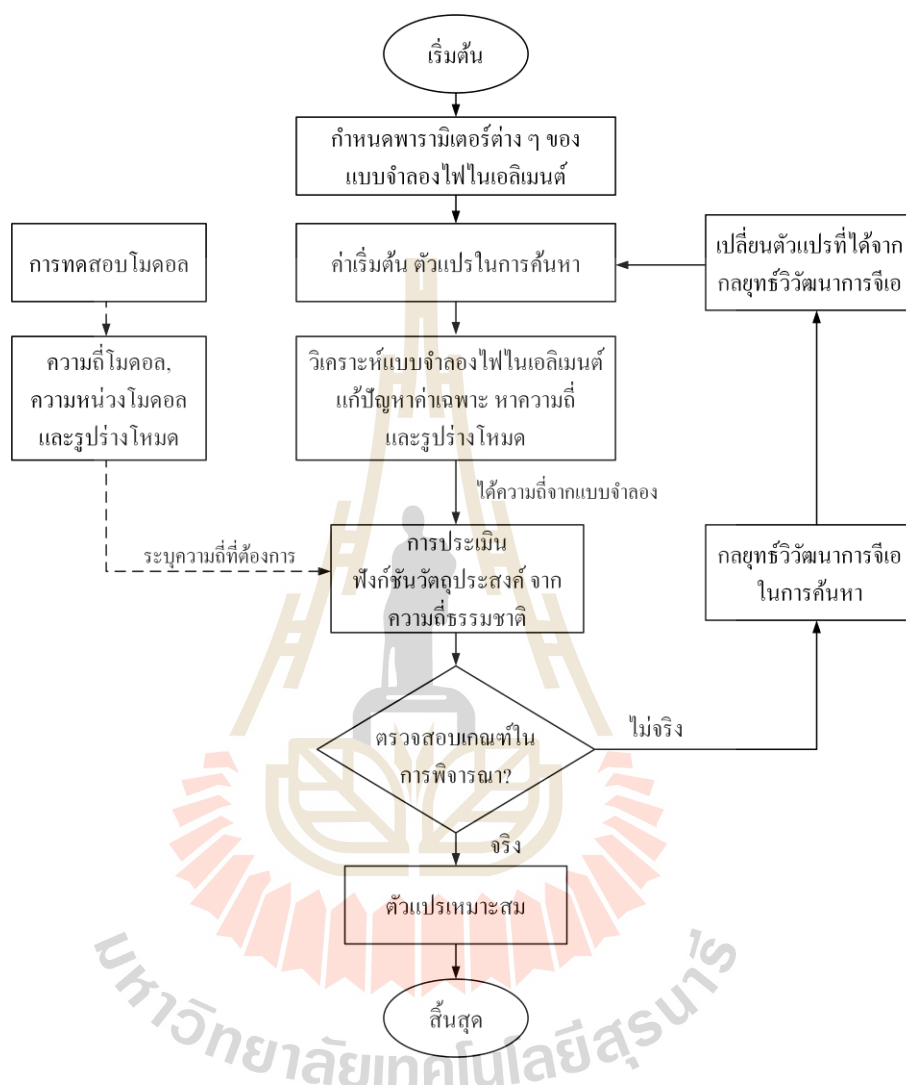 เริ่มต้น
กำหนดพารามิเตอร์ต่าง ๆ ของ
แบบจำลองไฟไนเอลิเมนต์
การทดสอบโมดอล
ค่าเริ่มต้น ตัวแปรในการค้นหา
เปลี่ยนตัวแปรที่ได้จาก
กลยุทธ์วิวัฒนาการจีเอ
ความถี่โมดอล,
ความหน่วงโมดอล
และรูปร่างโหมด
วิเคราะห์แบบจำลองไฟไนเอลิเมนต์
แก้ปัญหาค่าเฉพาะ หาความถี่
และรูปร่างโหมด
ได้ความถี่จากแบบจำลอง
ระบุความถี่ที่ต้องการ
การประเมิน
ฟังก์ชันวัตถุประสงค์ จาก
ความถี่ธรรมชาติ
กลยุทธ์วิวัฒนาการจีเอ
ในการค้นหา
ตรวจสอบเกณฑ์ใน
การพิจารณา?
ไม่จริง
จริง
ตัวแปรเหมาะสม
สิ้นสุด
มหาวิทยาลัยเทคโนโลยีสุรนารี